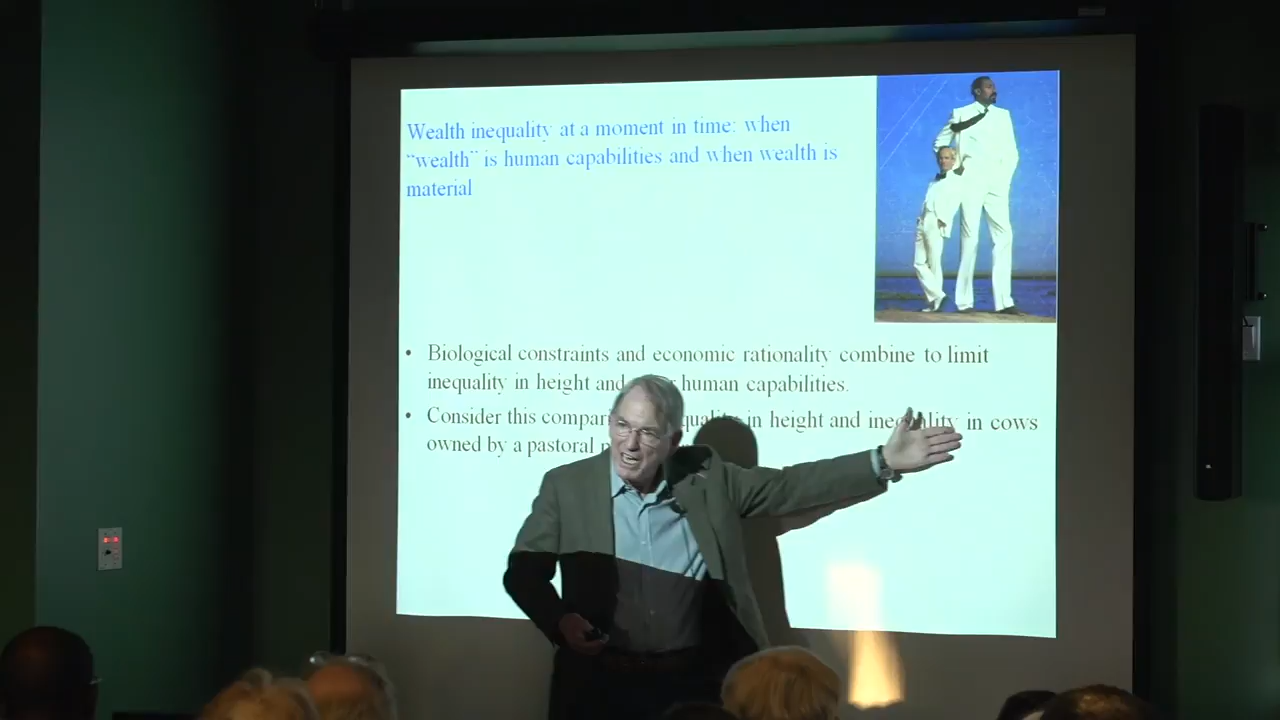 Wealth inequality at a moment in time: when
“wealth” is human capabilities and when wealth is
material
• Biological constraints and economic rationality combine to limit
inequality in height and human capabilities.
• Consider this in height and inequality in cows
owned by a pastoral